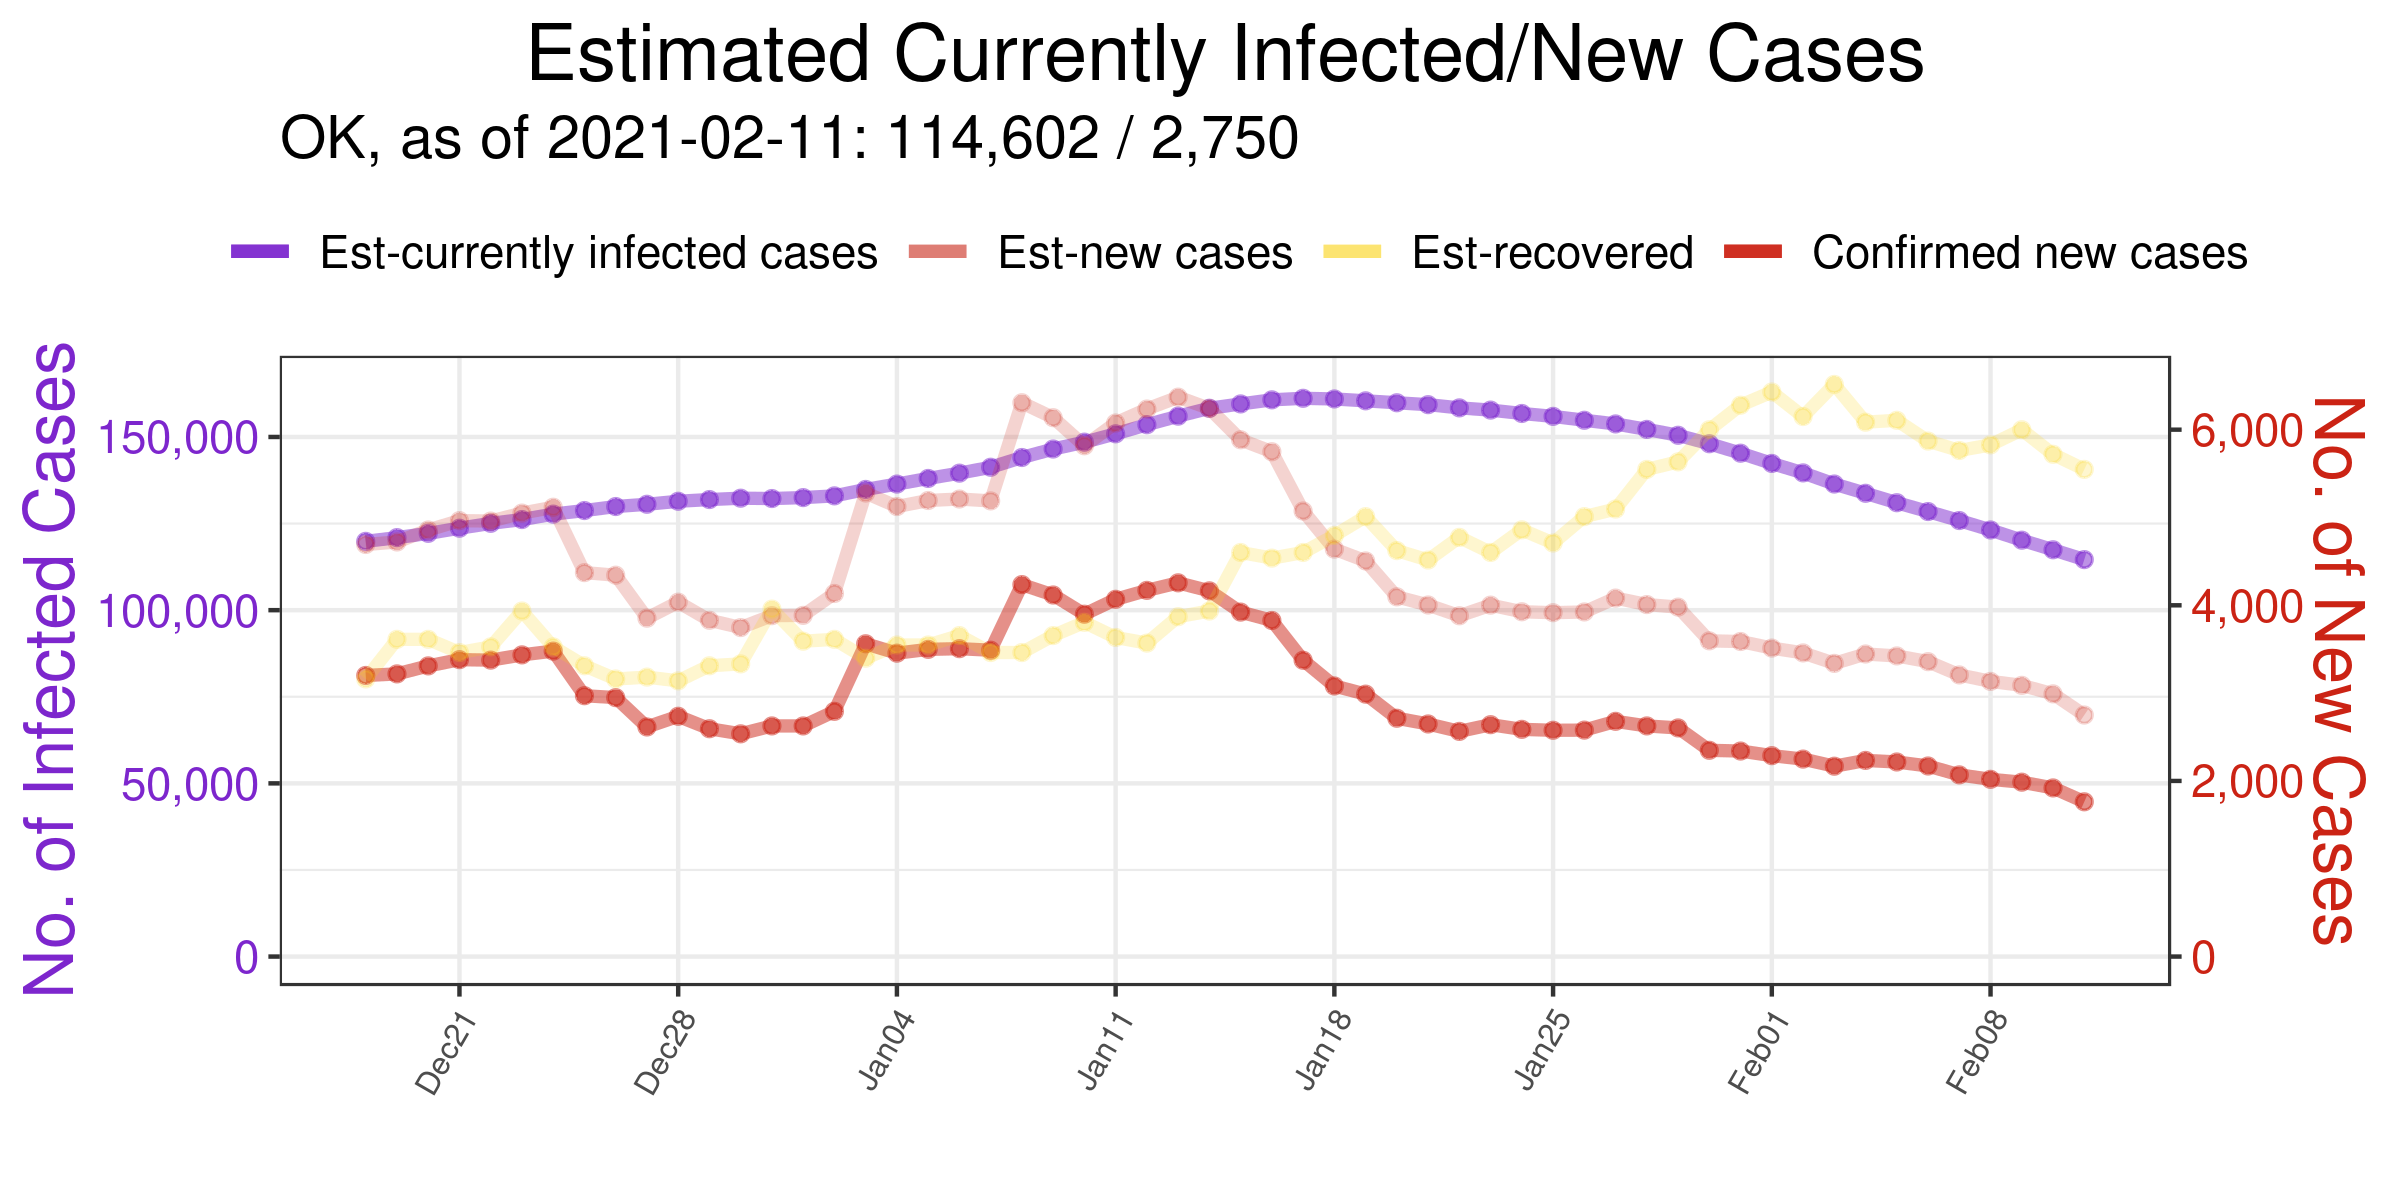 Estimated Currently Infected/New Cases
OK, as of 2021-02-11: 114,602 / 2,750
Est-currently infected cases Est-new cases Est-recovered Confirmed new cases
No. of Infected Cases
150,000
100,000
50,000
0
6,000
4,000
2,000
0
No. of New Cases
Dec21 Dec28 Jan04 Jan11 Jan18 Jan25 Feb01 Feb08